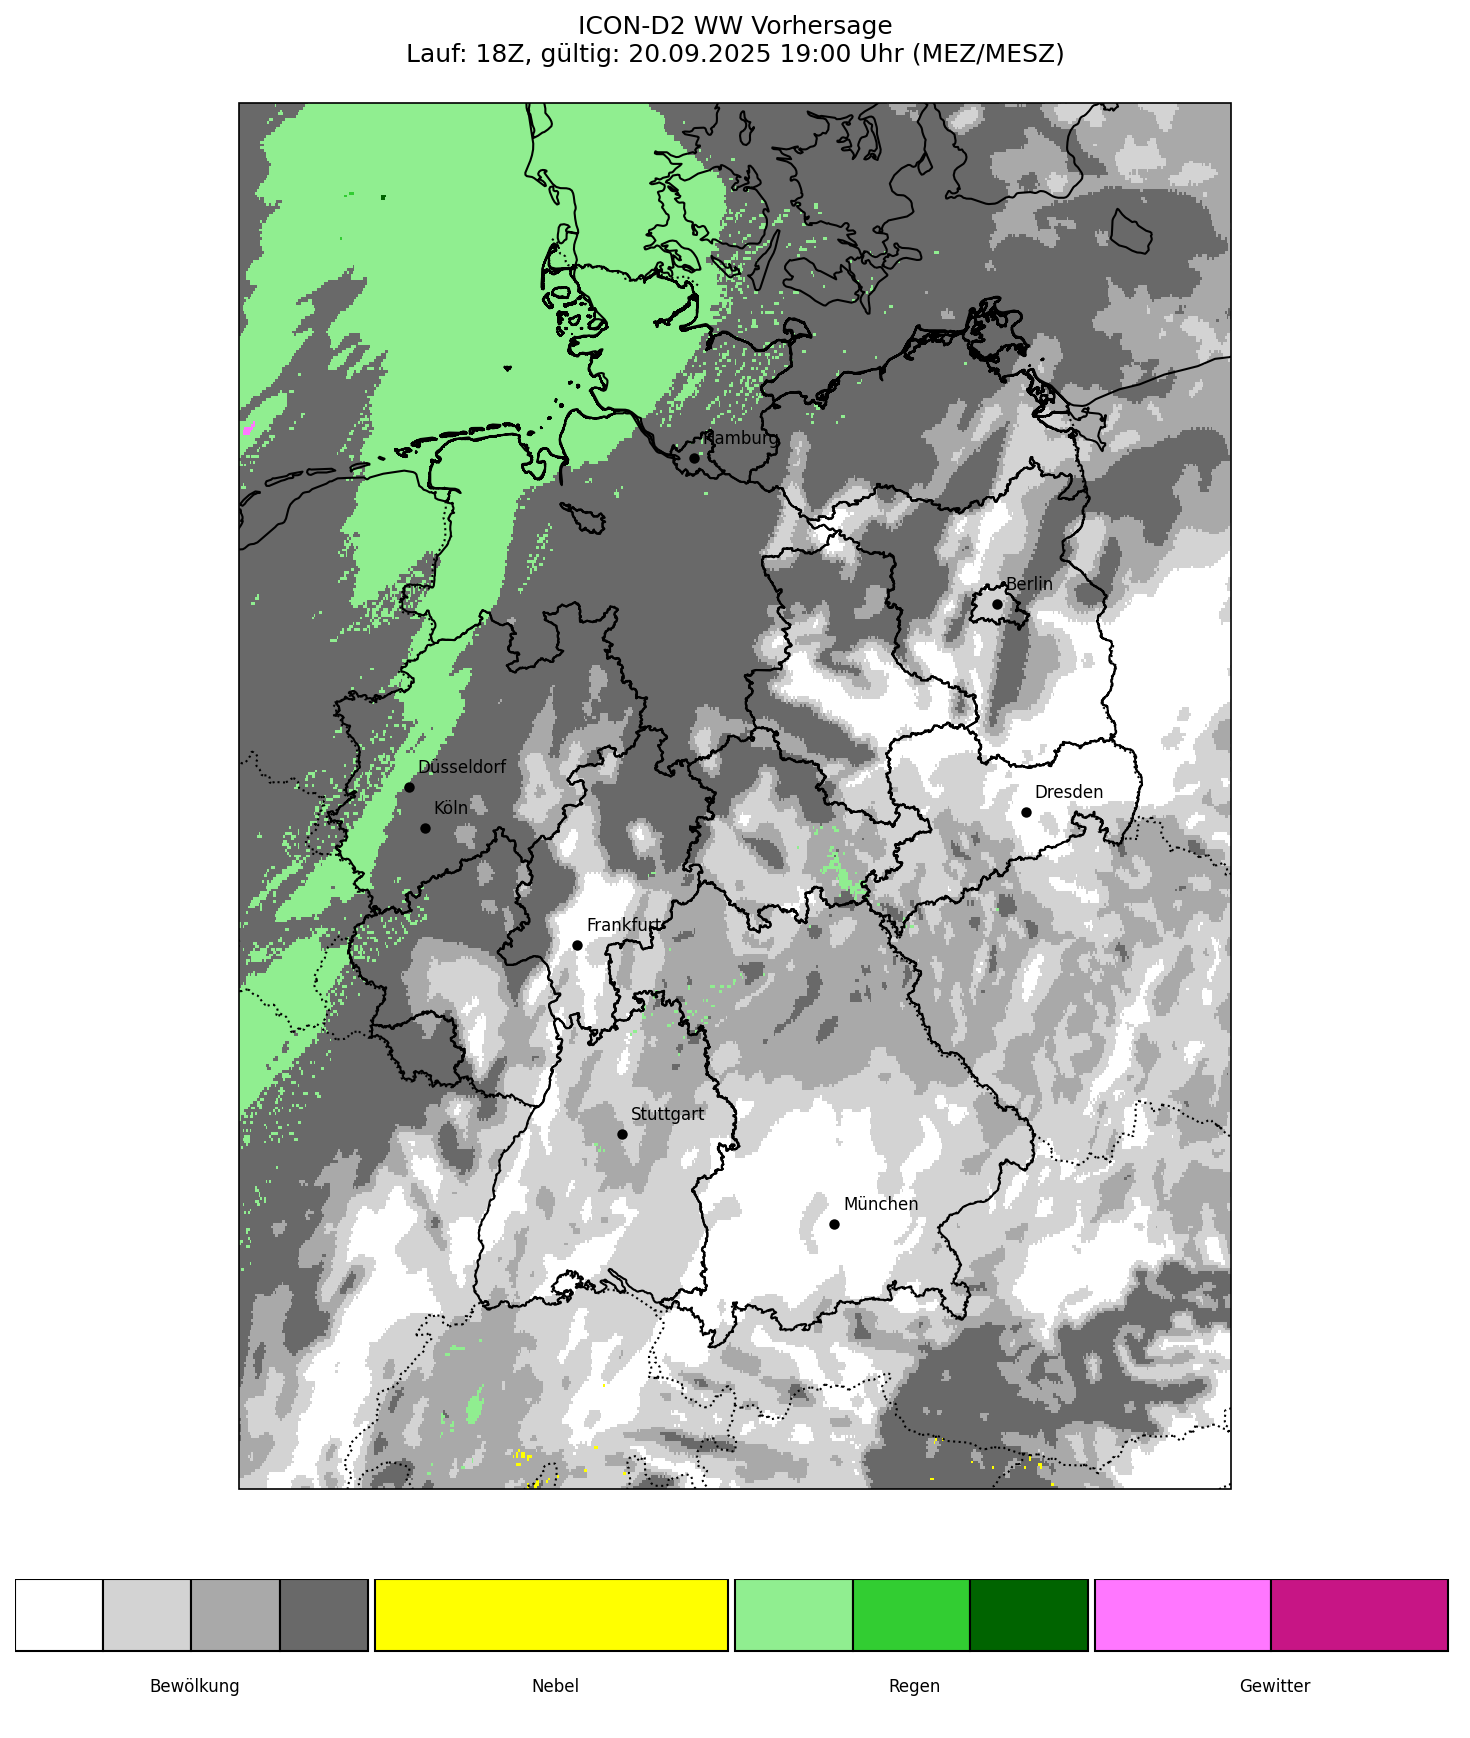 ICON-D2 WW Vorhersage
Lauf: 18Z, gültig: 20.09.2025 19:00 Uhr (MEZ/MESZ)
Hamburg
Berlin
Düsseldorf
Köln
Dresden
Frankfurt
Stuttgart
München
Bewölkung
Nebel
Regen
Gewitter